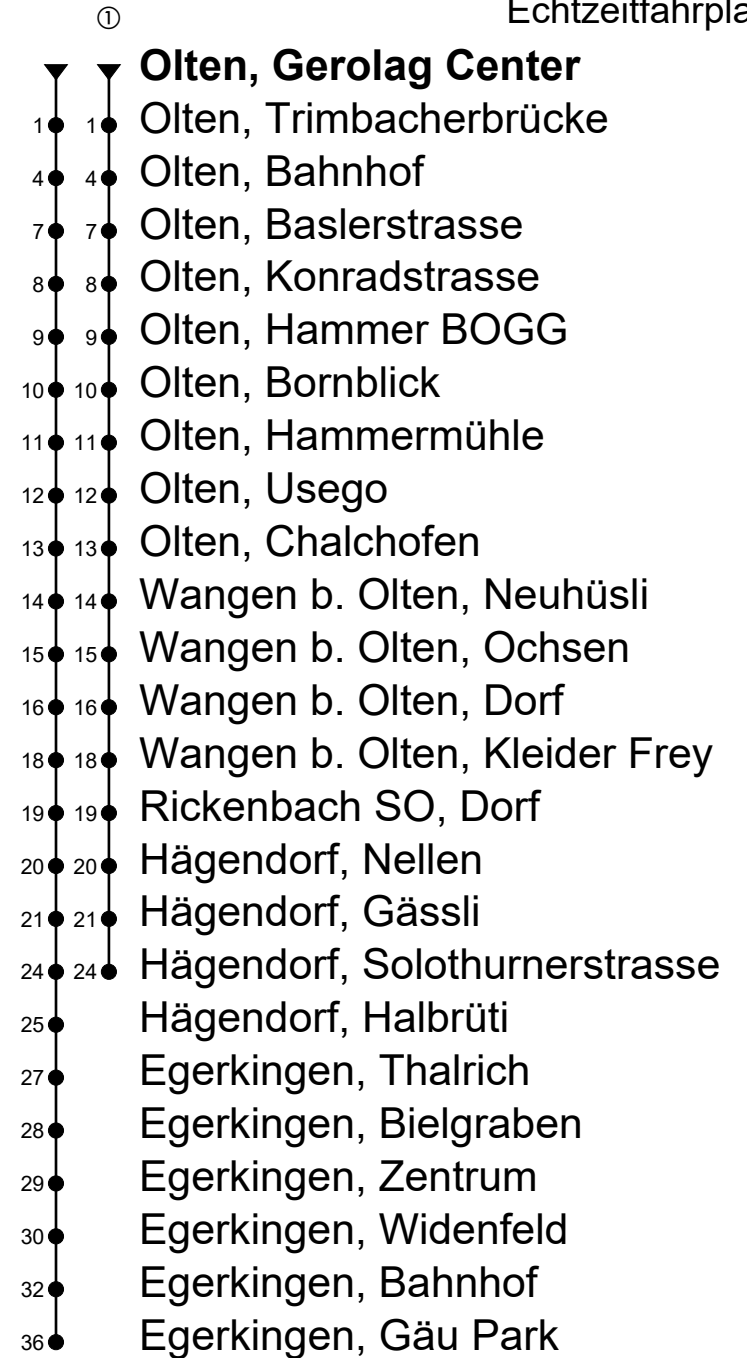 ① Echtzeitfahrpla
Olten, Gerolag Center
1 1 Olten, Trimbacherbrücke
4 4 Olten, Bahnhof
7 7 Olten, Baslerstrasse
8 8 Olten, Konradstrasse
9 9 Olten, Hammer BOGG
10 10 Olten, Bornblick
11 11 Olten, Hammermühle
12 12 Olten, Usego
13 13 Olten, Chalchofen
14 14 Wangen b. Olten, Neuhüsli
15 15 Wangen b. Olten, Ochsen
16 16 Wangen b. Olten, Dorf
18 18 Wangen b. Olten, Kleider Frey
19 19 Rickenbach SO, Dorf
20 20 Hägendorf, Nellen
21 21 Hägendorf, Gässli
24 24 Hägendorf, Solothurnerstrasse
25 Hägendorf, Halbrüti
27 Egerkingen, Thalrich
28 Egerkingen, Bielgraben
29 Egerkingen, Zentrum
30 Egerkingen, Widenfeld
32 Egerkingen, Bahnhof
36 Egerkingen, Gäu Park